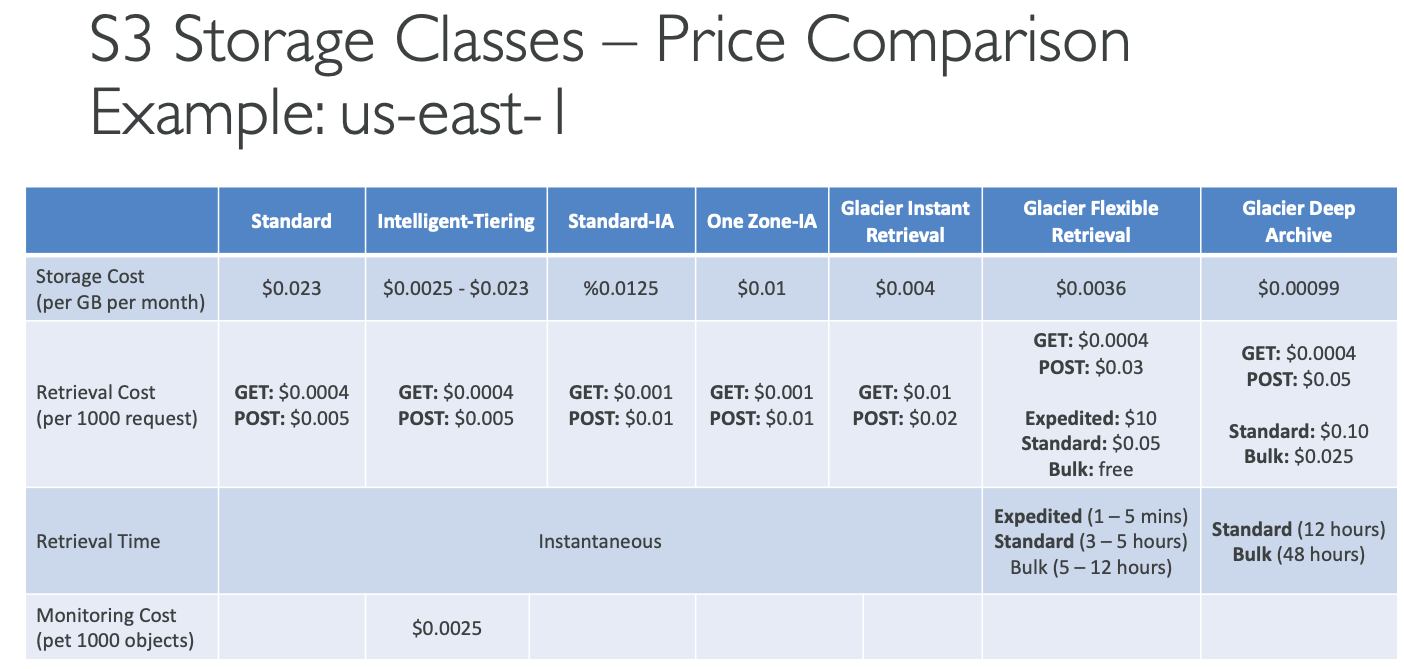 S3 Storage Classes – Price Comparison
Example: us-east-1
Standard
Intelligent-Tiering
Standard-IA
One Zone-IA
Glacier Instant
Retrieval
Glacier Flexible
Retrieval
Glacier Deep
Archive
Storage Cost
(per GB per month)
$0.023
$0.0025 - $0.023
%0.0125
$0.01
$0.004
$0.0036
$0.00099
Retrieval Cost
(per 1000 request)
GET: $0.0004
POST: $0.005
GET: $0.0004
POST: $0.005
GET: $0.001
POST: $0.01
GET: $0.001
POST: $0.01
GET: $0.01
POST: $0.02
GET: $0.0004
POST: $0.03
Expedited: $10
Standard: $0.05
Bulk: free
GET: $0.0004
POST: $0.05
Standard: $0.10
Bulk: $0.025
Retrieval Time
Instantaneous
Expedited (1 – 5 mins)
Standard (3 – 5 hours)
Bulk (5 – 12 hours)
Standard (12 hours)
Bulk (48 hours)
Monitoring Cost
(pet 1000 objects)
$0.0025